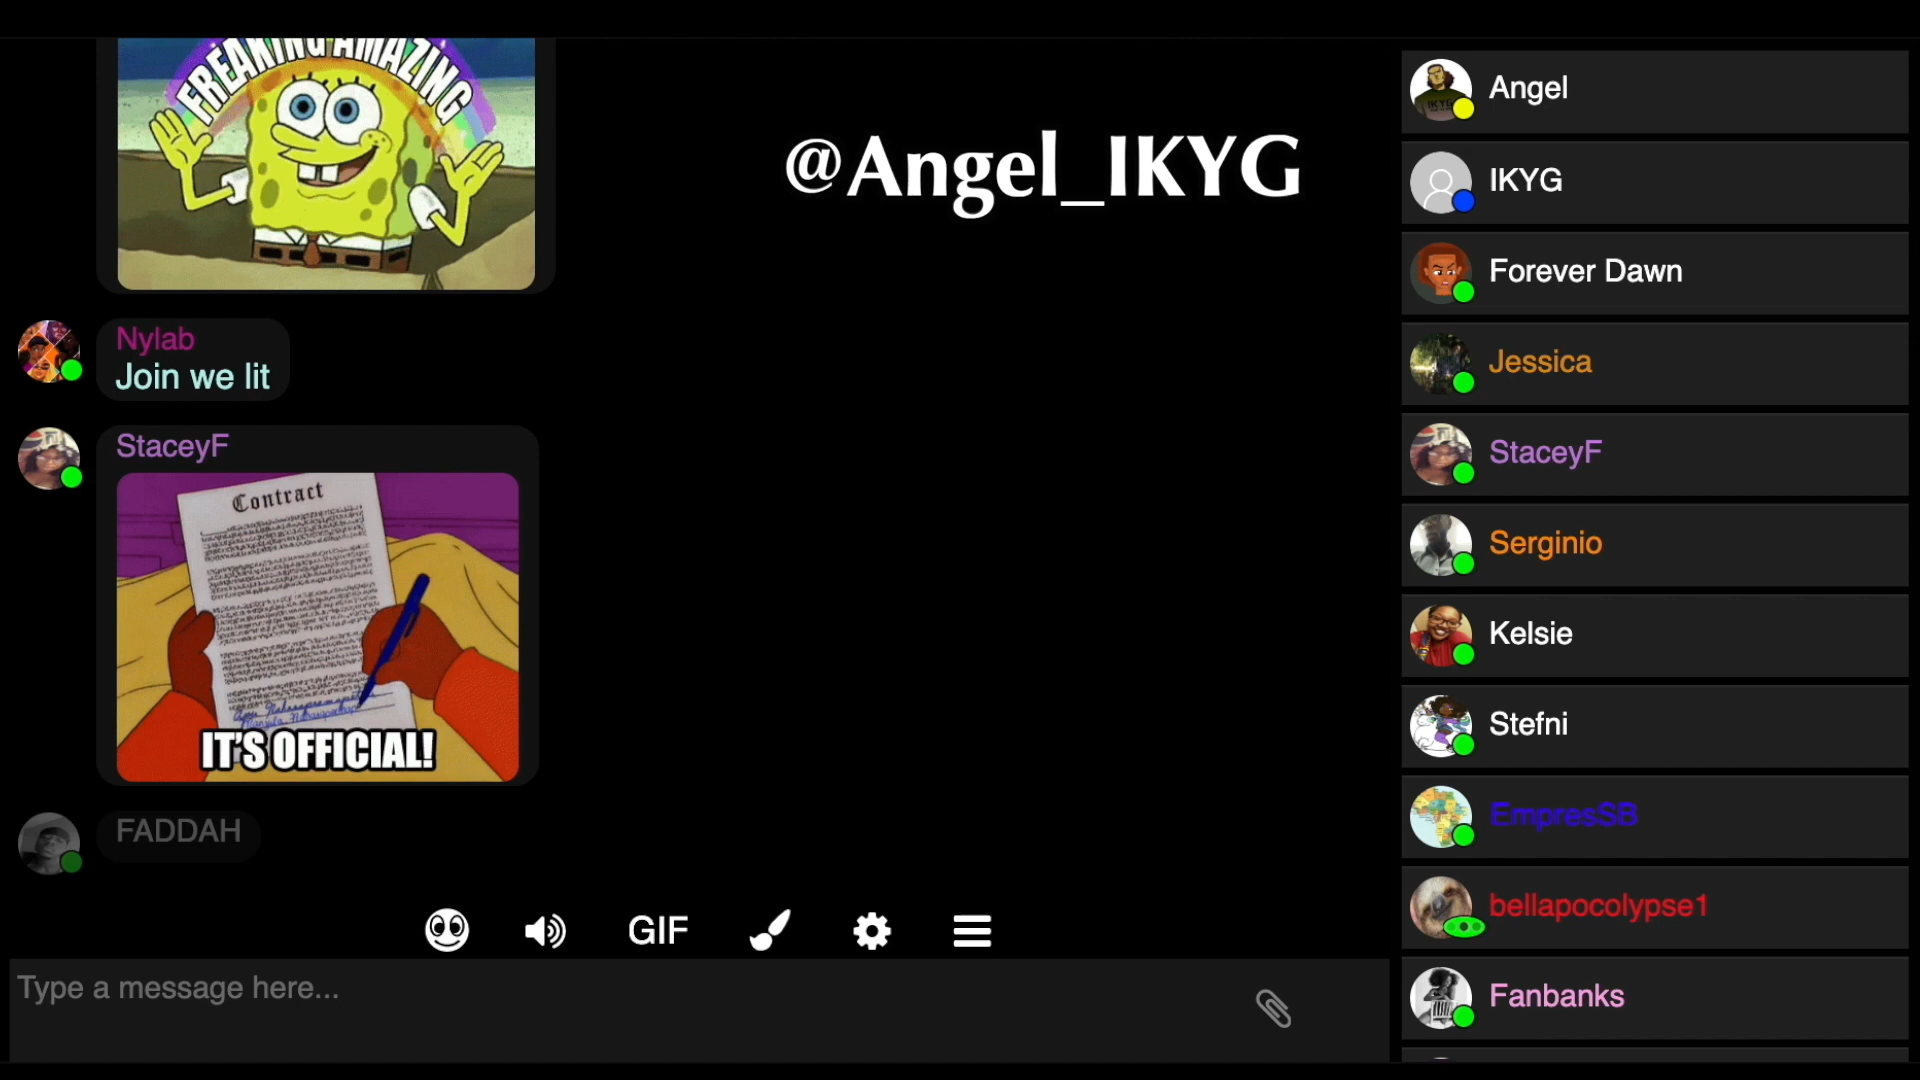 FREAKING AMAZING
@Angel_IKYG
Nylab
Join we lit
StaceyF
Contract
IT'S OFFICIAL!
FADDAH
GIF
Type a message here...
Angel
IKYG
IKYG
Forever Dawn
Jessica
StaceyF
Serginio
Kelsie
Stefni
EmpresSB
bellapocolypse1
Fanbanks